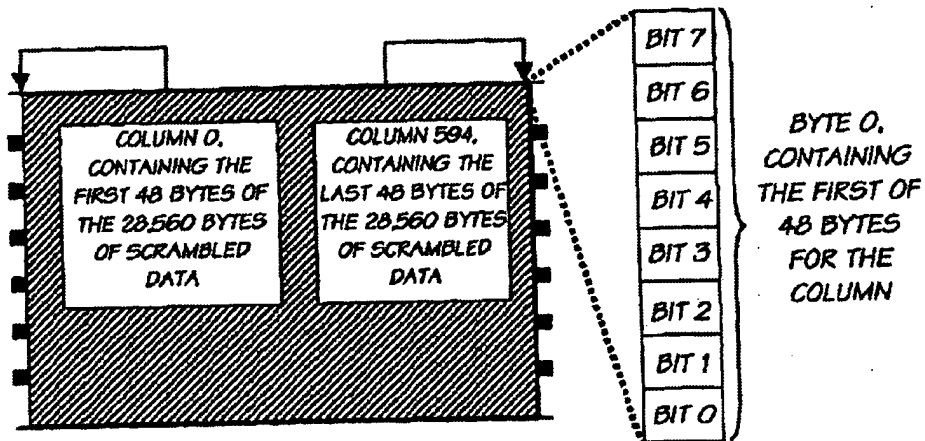 COLUMN 0,
CONTAINING THE
FIRST 48 BYTES OF
THE 28,560 BYTES
OF SCRAMBLED
DATA
COLUMN 594,
CONTAINING THE
LAST 48 BYTES OF
THE 28,560 BYTES
OF SCRAMBLED
DATA
BIT 7
BIT 6
BIT 5
BIT 4
BIT 3
BIT 2
BIT 1
BIT 0
BYTE 0,
CONTAINING
THE FIRST OF
48 BYTES
FOR THE
COLUMN